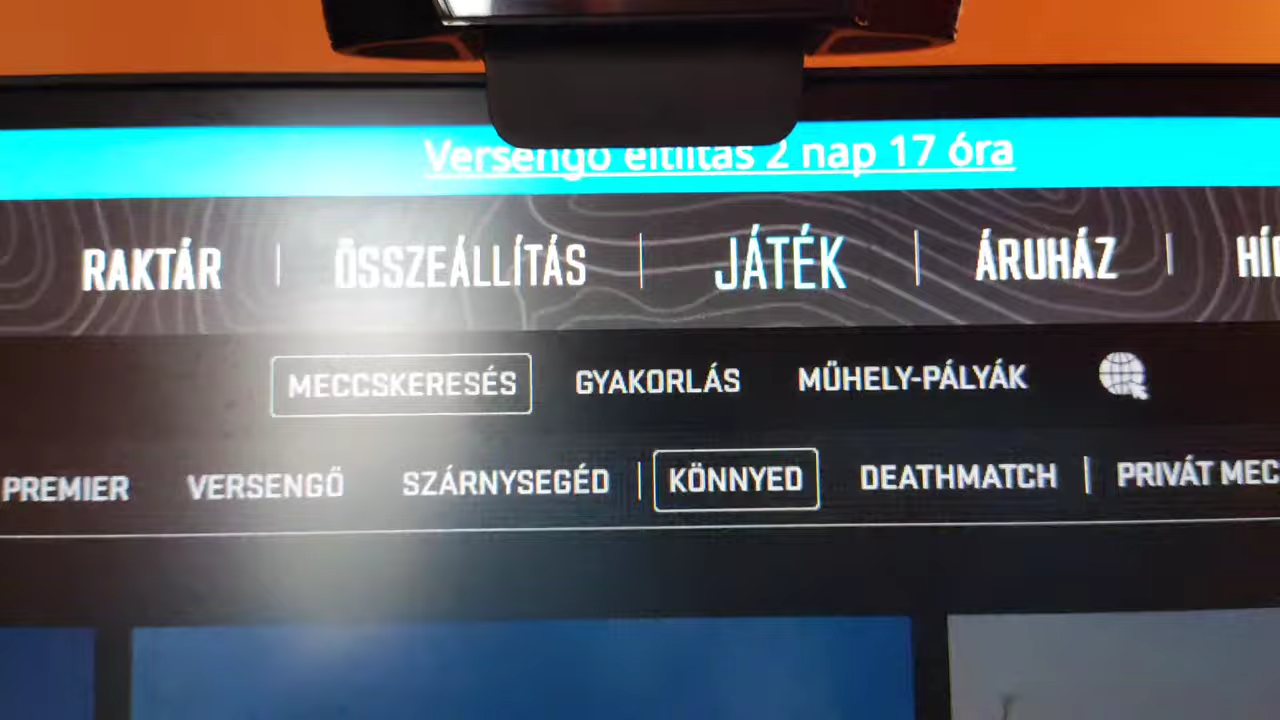 Versengő eltiltás 2 nap 17 óra
RAKTÁR | ÖSSZEÁLLÍTÁS | JÁTÉK | ÁRUHÁZ |
MECCSKERESÉS GYAKORLÁS MŰHELY-PÁLYÁK
PREMIER VERSENGŐ SZÁRNYSEGÉD | KÖNNYED DEATHMATCH | PRIVÁT